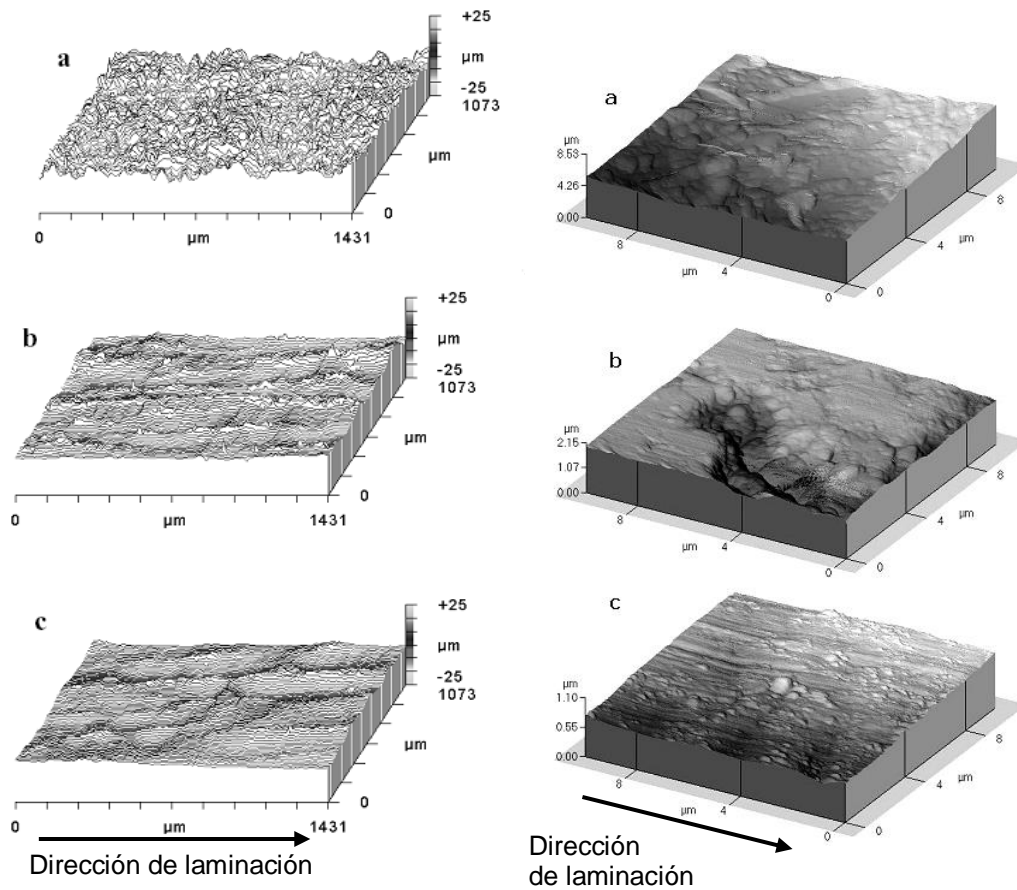 a
+25
µm
-25
1073
µm
0
0
µm
1431
b
+25
µm
-25
1073
µm
0
0
µm
1431
c
+25
µm
-25
1073
µm
0
0
µm
1431
Dirección de laminación
a
µm
8.53
4.26
0.00
8
µm
4
0
0
4
µm
8
b
µm
2.15
1.07
0.00
8
µm
4
0
0
4
µm
8
c
µm
1.10
0.55
0.00
8
µm
4
0
0
4
µm
8
Dirección
de laminación